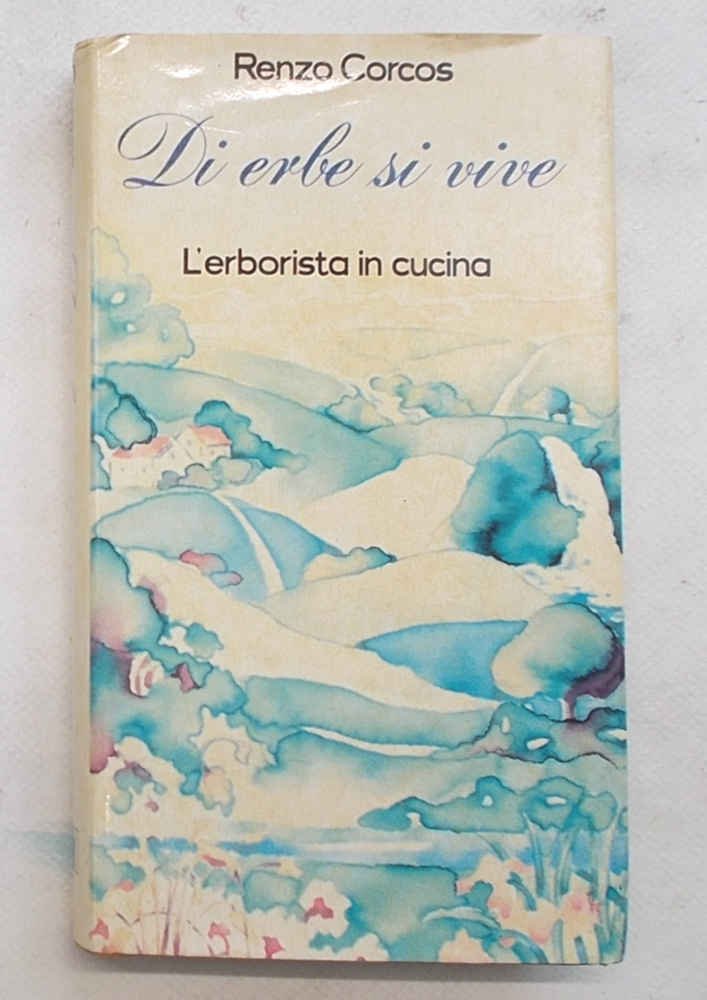 Renzo Corcos
Di erbe si vive
L'erborista in cucina